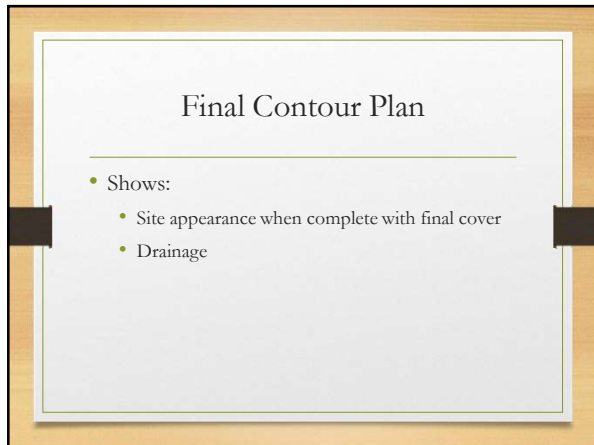 Final Contour Plan
• Shows:
• Site appearance when complete with final cover
• Drainage